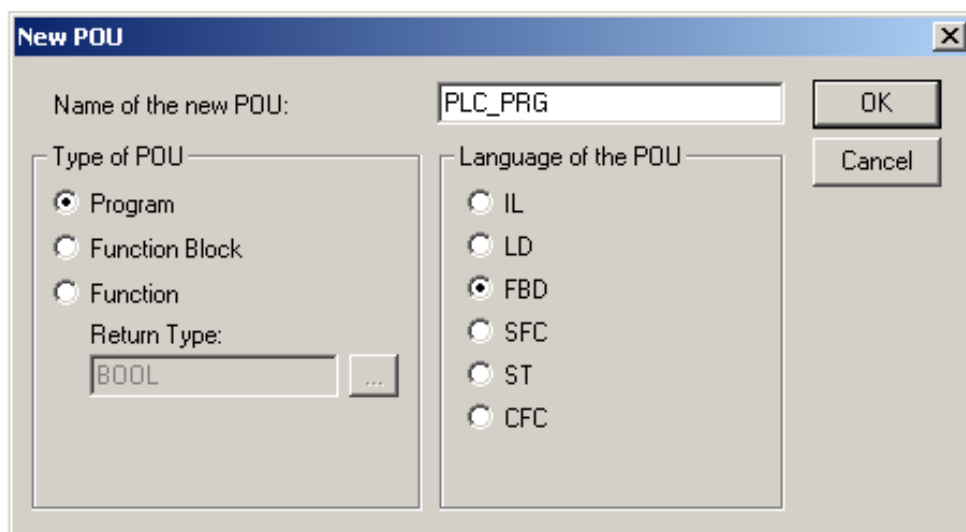 New POU
Name of the new POU:
PLC_PRG
OK
Cancel
Type of POU
Program
Function Block
Function
Return Type:
BOOL
...
Language of the POU
IL
LD
FBD
SFC
ST
CFC